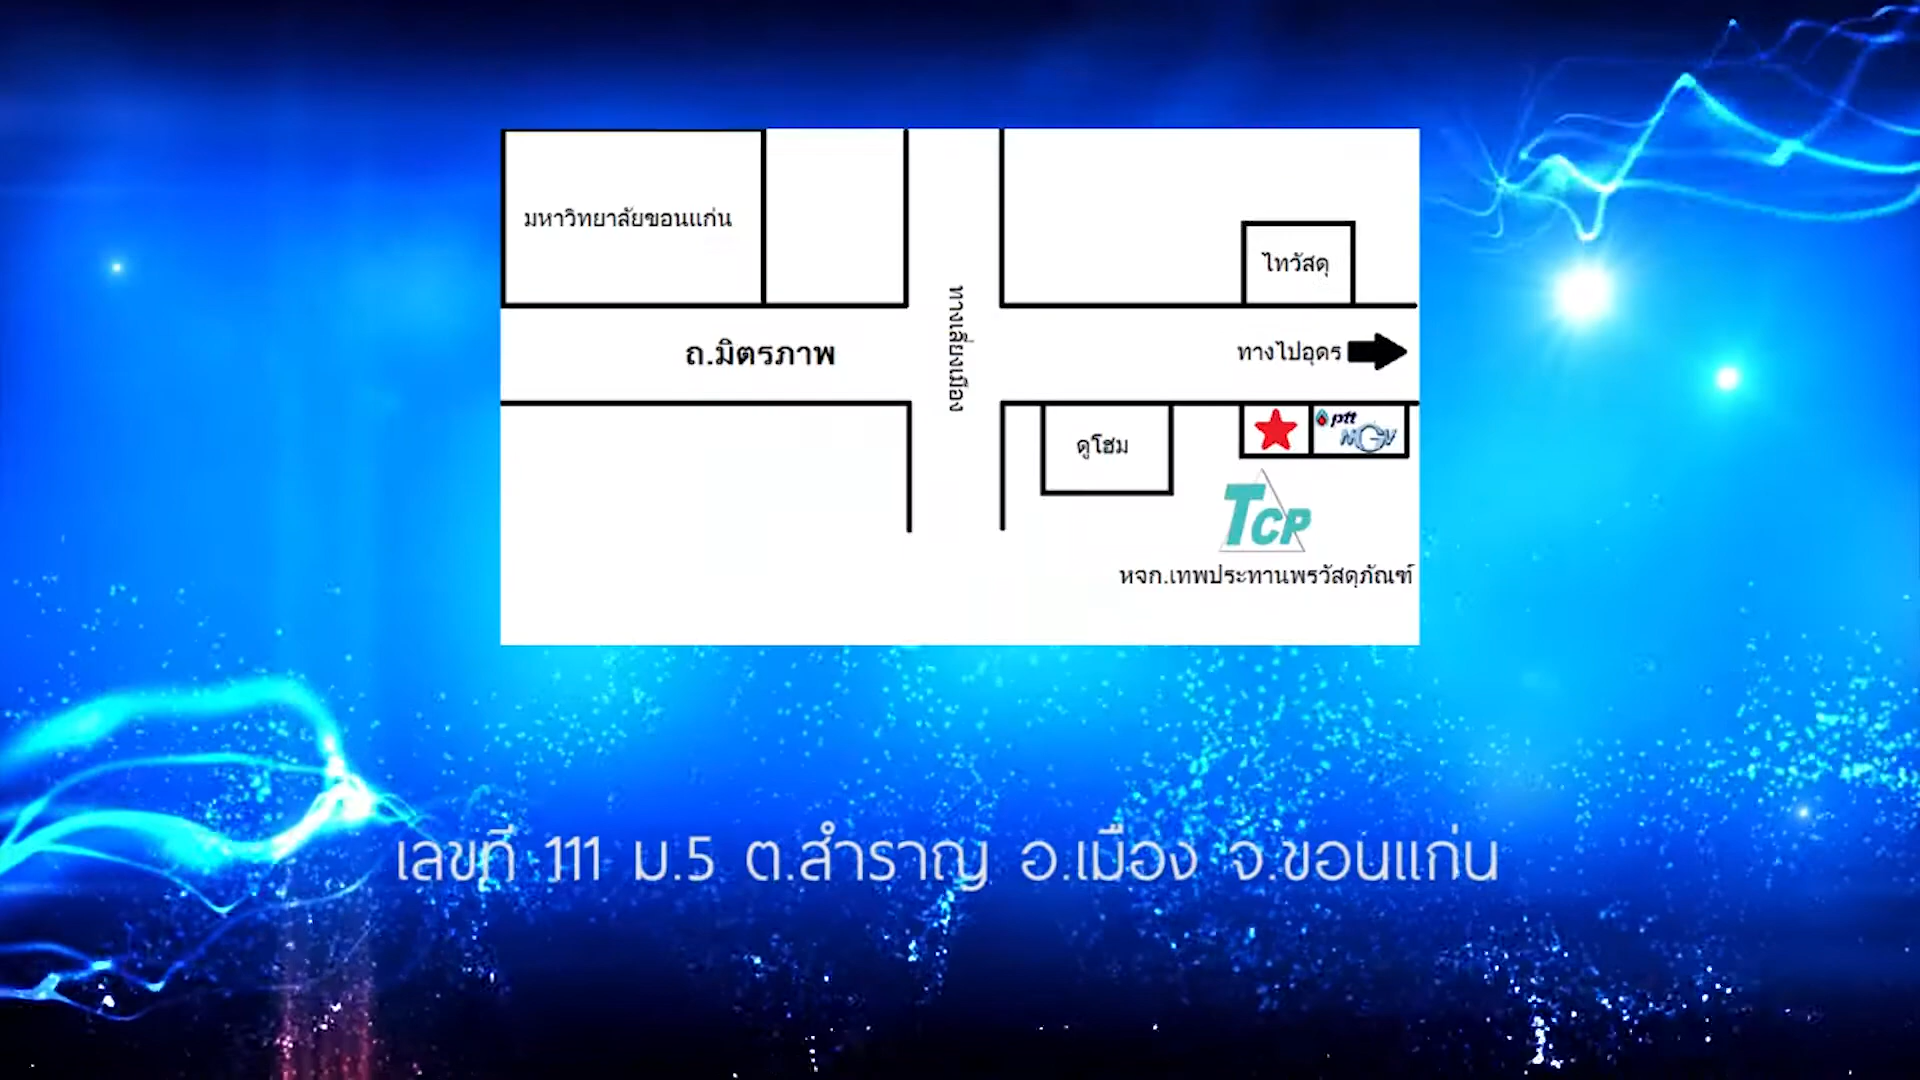 มหาวิทยาลัยขอนแก่น
ไทวัสดุ
ทางเลี่ยงเมือง
ถ.มิตรภาพ
ทางไปอุดร
ดูโฮม
ptt
NGV
TCP
หจก.เทพประทานพรวัสดุภัณฑ์
เลขที่ 111 ม.5 ต.สำราญ อ.เมือง จ.ขอนแก่น